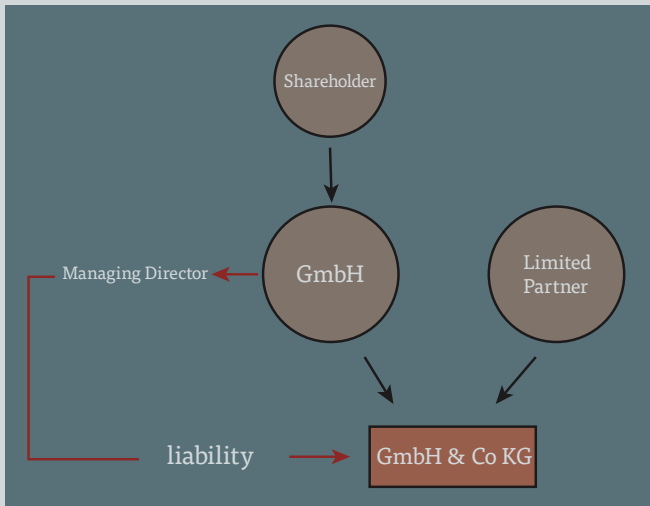 Shareholder
Managing Director
GmbH
Limited
Partner
liability
GmbH & Co KG